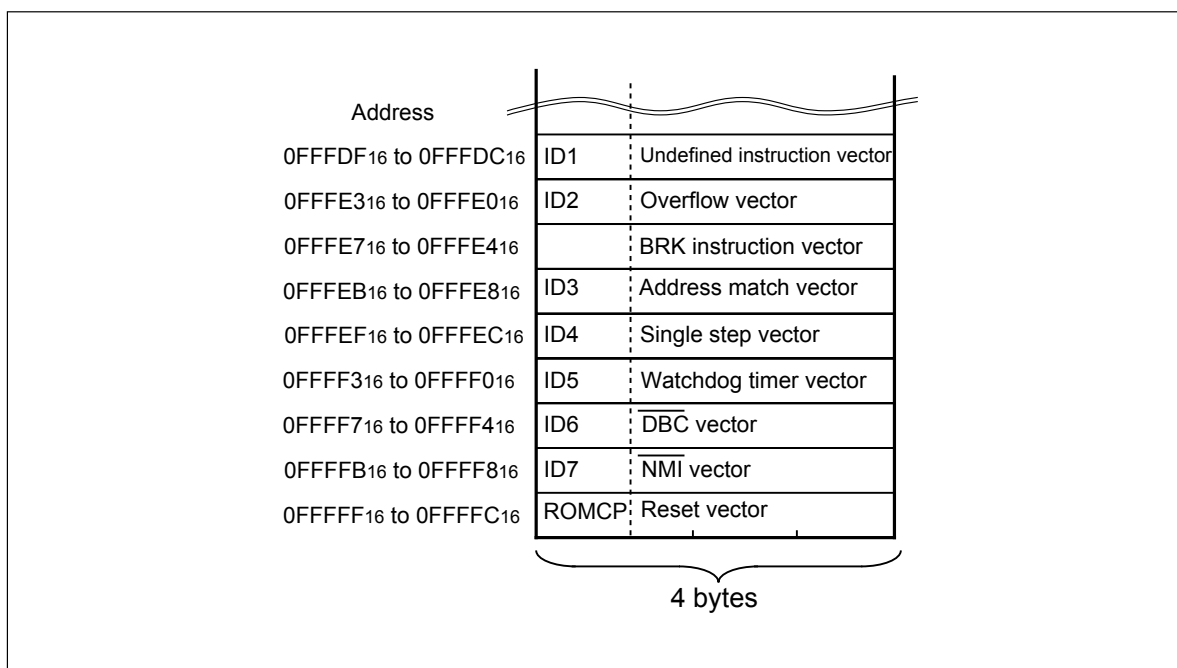 Address
0FFFDF16 to 0FFFDC16 ID1 Undefined instruction vector
0FFFE316 to 0FFFE016 ID2 Overflow vector
0FFFE716 to 0FFFE416 BRK instruction vector
0FFFEB16 to 0FFFE816 ID3 Address match vector
0FFFEF16 to 0FFFEC16 ID4 Single step vector
0FFFF316 to 0FFFF016 ID5 Watchdog timer vector
0FFFF716 to 0FFFF416 ID6 DBC vector
0FFFFB16 to 0FFFF816 ID7 NMI vector
0FFFFF16 to 0FFFFC16 ROMCP Reset vector
4 bytes